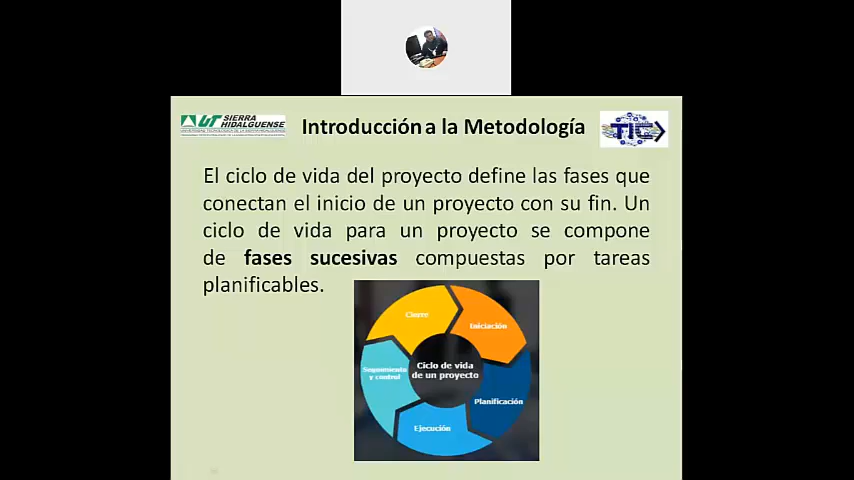 UT SIERRA
HIDALGUENSE
Introducción a la Metodología
TIC
El ciclo de vida del proyecto define las fases que
conectan el inicio de un proyecto con su fin. Un
ciclo de vida para un proyecto se compone
de fases sucesivas compuestas por tareas
planificables.
Cierre
Iniciación
Ciclo de vida
de un proyecto
Seguimiento
y control
Planificación
Ejecución